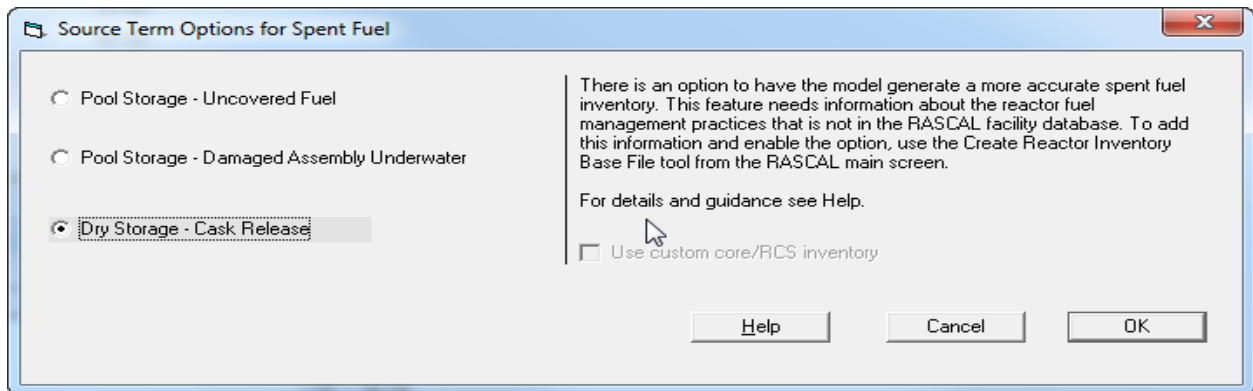 Source Term Options for Spent Fuel
Pool Storage - Uncovered Fuel
Pool Storage - Damaged Assembly Underwater
Dry Storage - Cask Release
There is an option to have the model generate a more accurate spent fuel
inventory. This feature needs information about the reactor fuel
management practices that is not in the RASCAL facility database. To add
this information and enable the option, use the Create Reactor Inventory
Base File tool from the RASCAL main screen.
For details and guidance see Help.
Use custom core/RCS inventory
Help
Cancel
OK